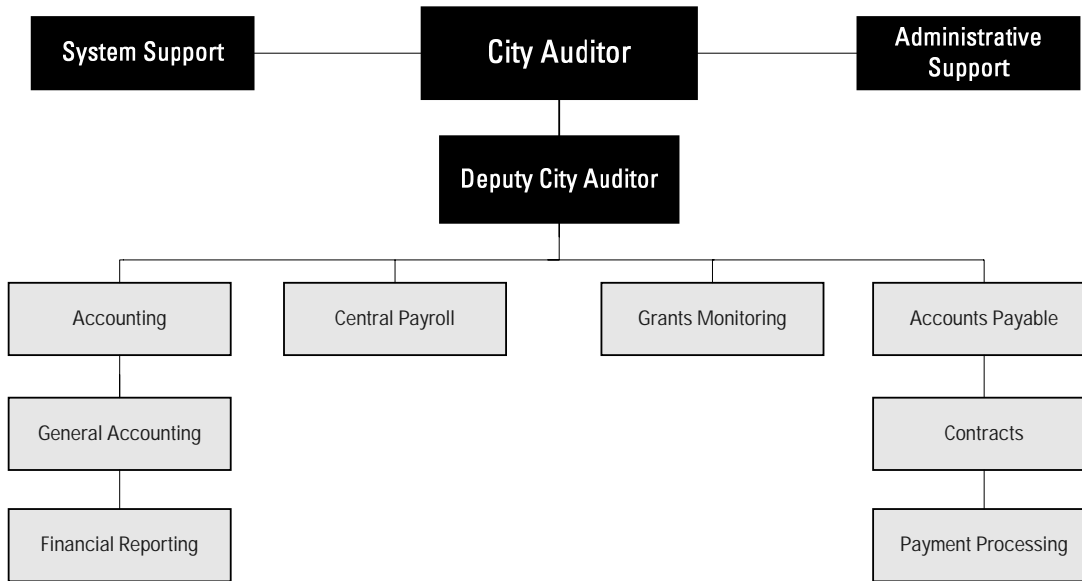 System Support
City Auditor
Administrative
Support
Deputy City Auditor
Accounting
Central Payroll
Grants Monitoring
Accounts Payable
General Accounting
Contracts
Financial Reporting
Payment Processing